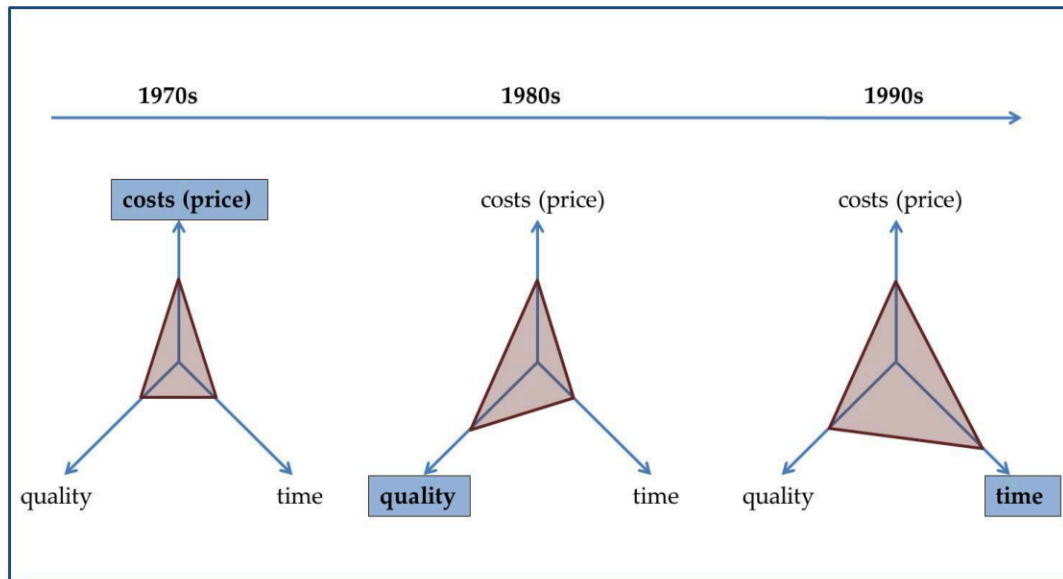 1970s 1980s 1990s
costs (price) costs (price) costs (price)
quality time quality time quality time